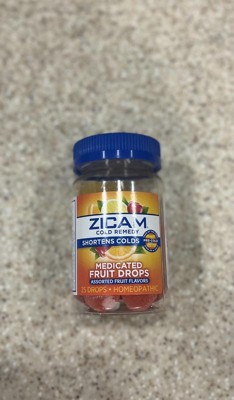 ZICAM
COLD REMEDY
SHORTENS COLDS
MEDICATED
FRUIT DROPS
ASSORTED FRUIT FLAVORS
25 DROPS • HOMEOPATHIC